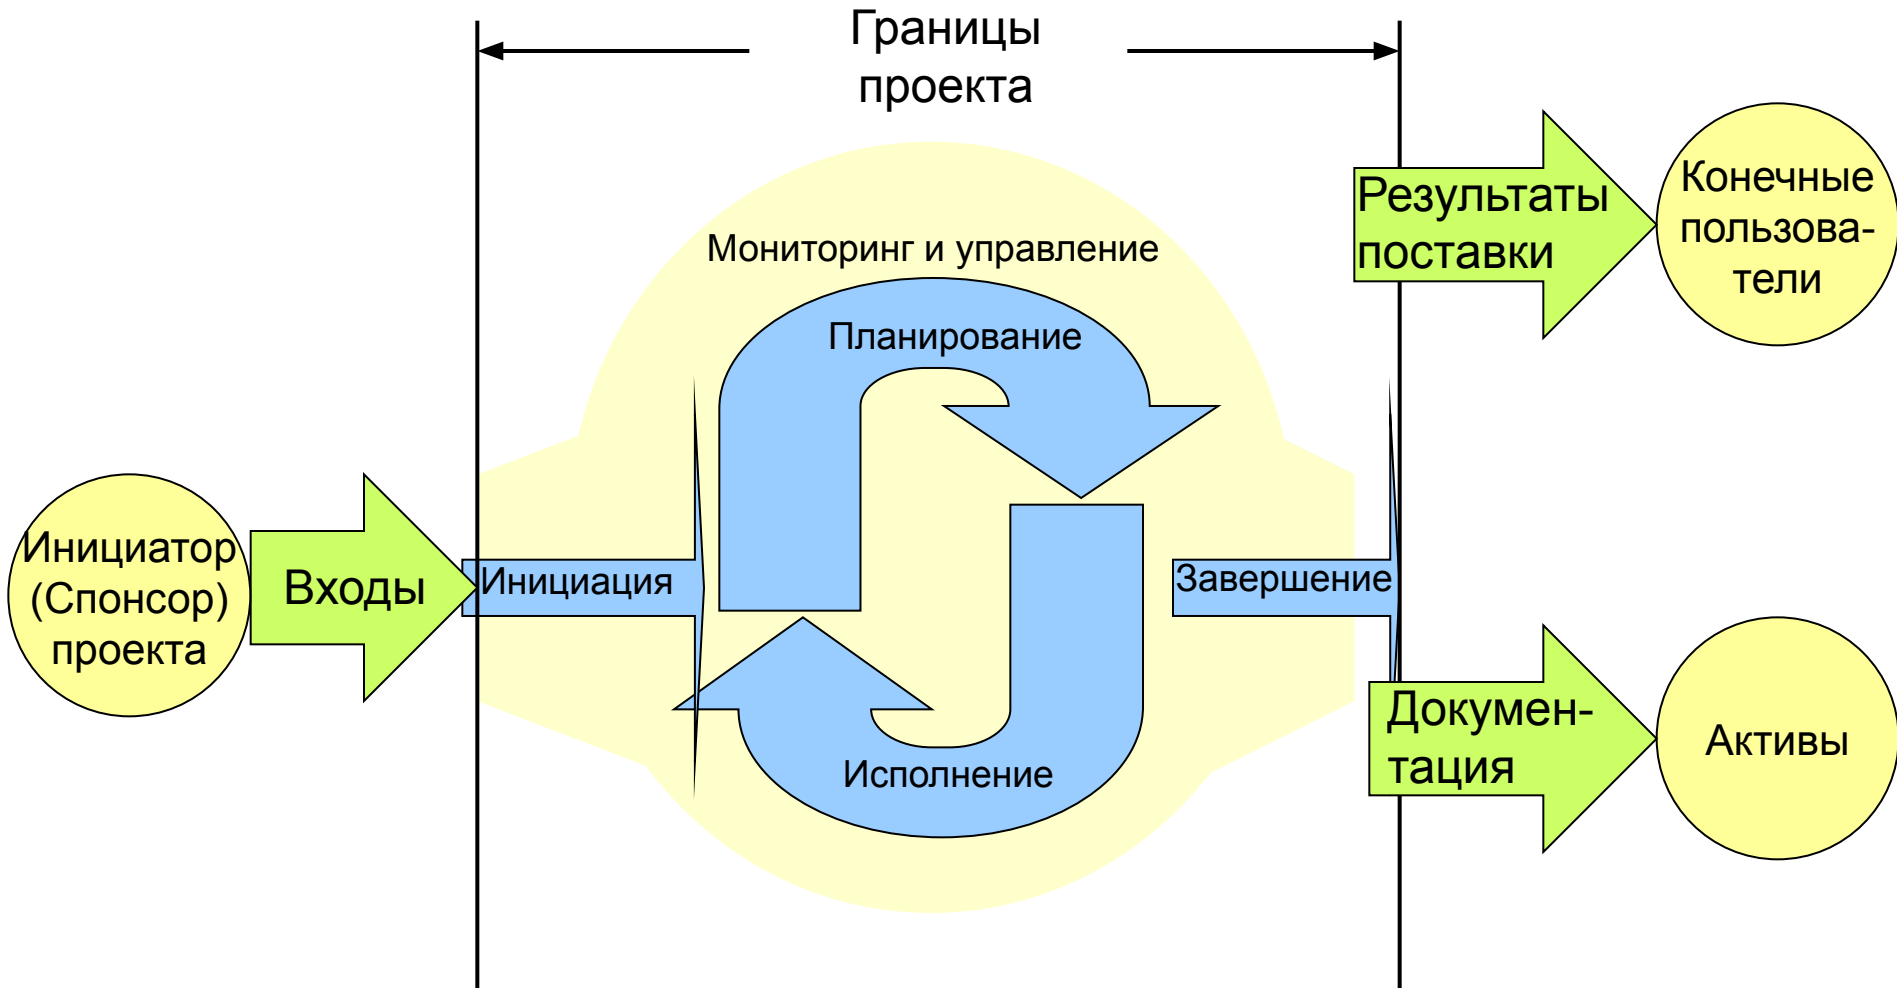 Границы
проекта
Результаты
поставки
Конечные
пользова-
тели
Мониторинг и управление
Планирование
Инициатор
(Спонсор)
проекта
Входы
Инициация
Завершение
Исполнение
Докумен-
тация
Активы